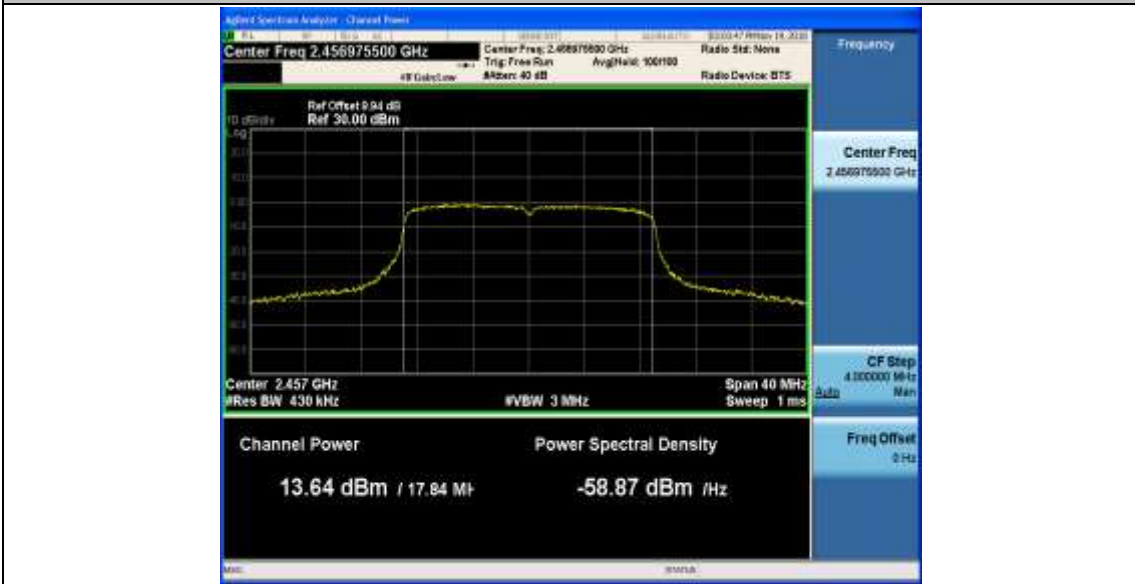 Agilent Spectrum Analyzer - Channel Power
Center Freq 2.456975500 GHz
Center Freq: 2.456975500 GHz
Radio Std: None
Trig: Free Run Avg|Hold: 100/100
#IFGain:Low #Atten: 40 dB
Radio Device: BTS
Frequency
Ref Offset 9.94 dB
10 dB/div Ref 30.00 dBm
Log
Center Freq
2.456975500 GHz
Center 2.457 GHz Span 40 MHz
#Res BW 430 kHz #VBW 3 MHz Sweep 1 ms
CF Step
4.000000 MHz
Auto Man
Freq Offset
0 Hz
Channel Power Power Spectral Density
13.64 dBm / 17.84 MH -58.87 dBm /Hz
MSG STATUS